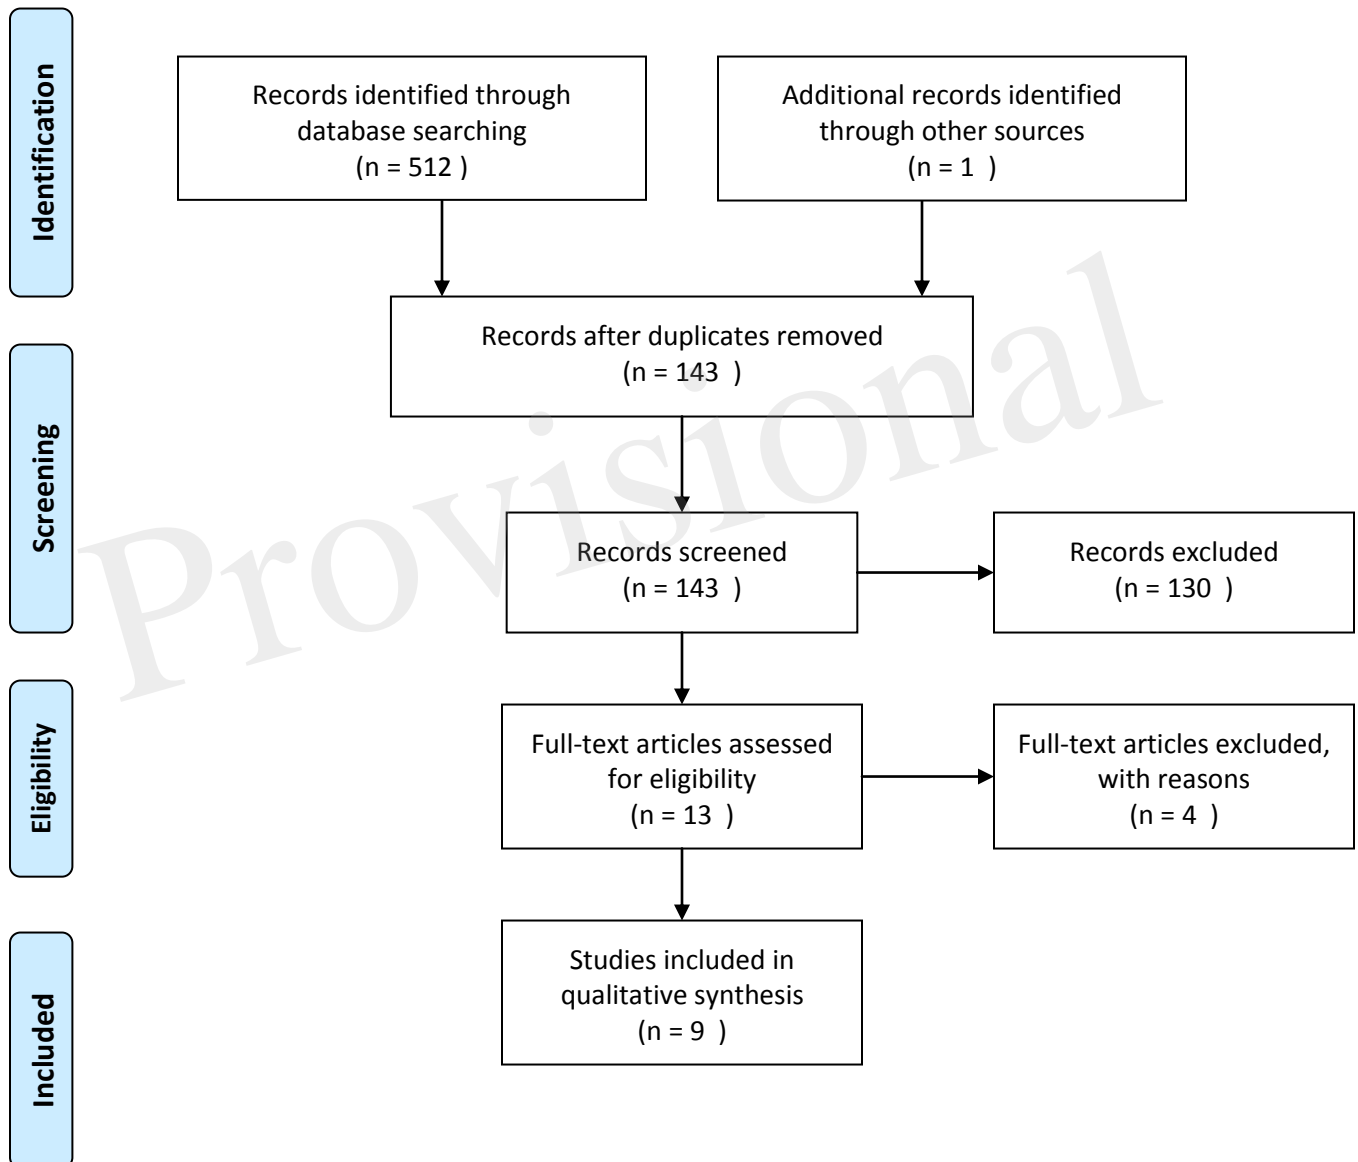 Identification
Records identified through
database searching
(n = 512 )
Additional records identified
through other sources
(n = 1 )
Records after duplicates removed
(n = 143 )
Screening
Records screened
(n = 143 )
Records excluded
(n = 130 )
Eligibility
Full-text articles assessed
for eligibility
(n = 13 )
Full-text articles excluded,
with reasons
(n = 4 )
Included
Studies included in
qualitative synthesis
(n = 9 )
Provisional